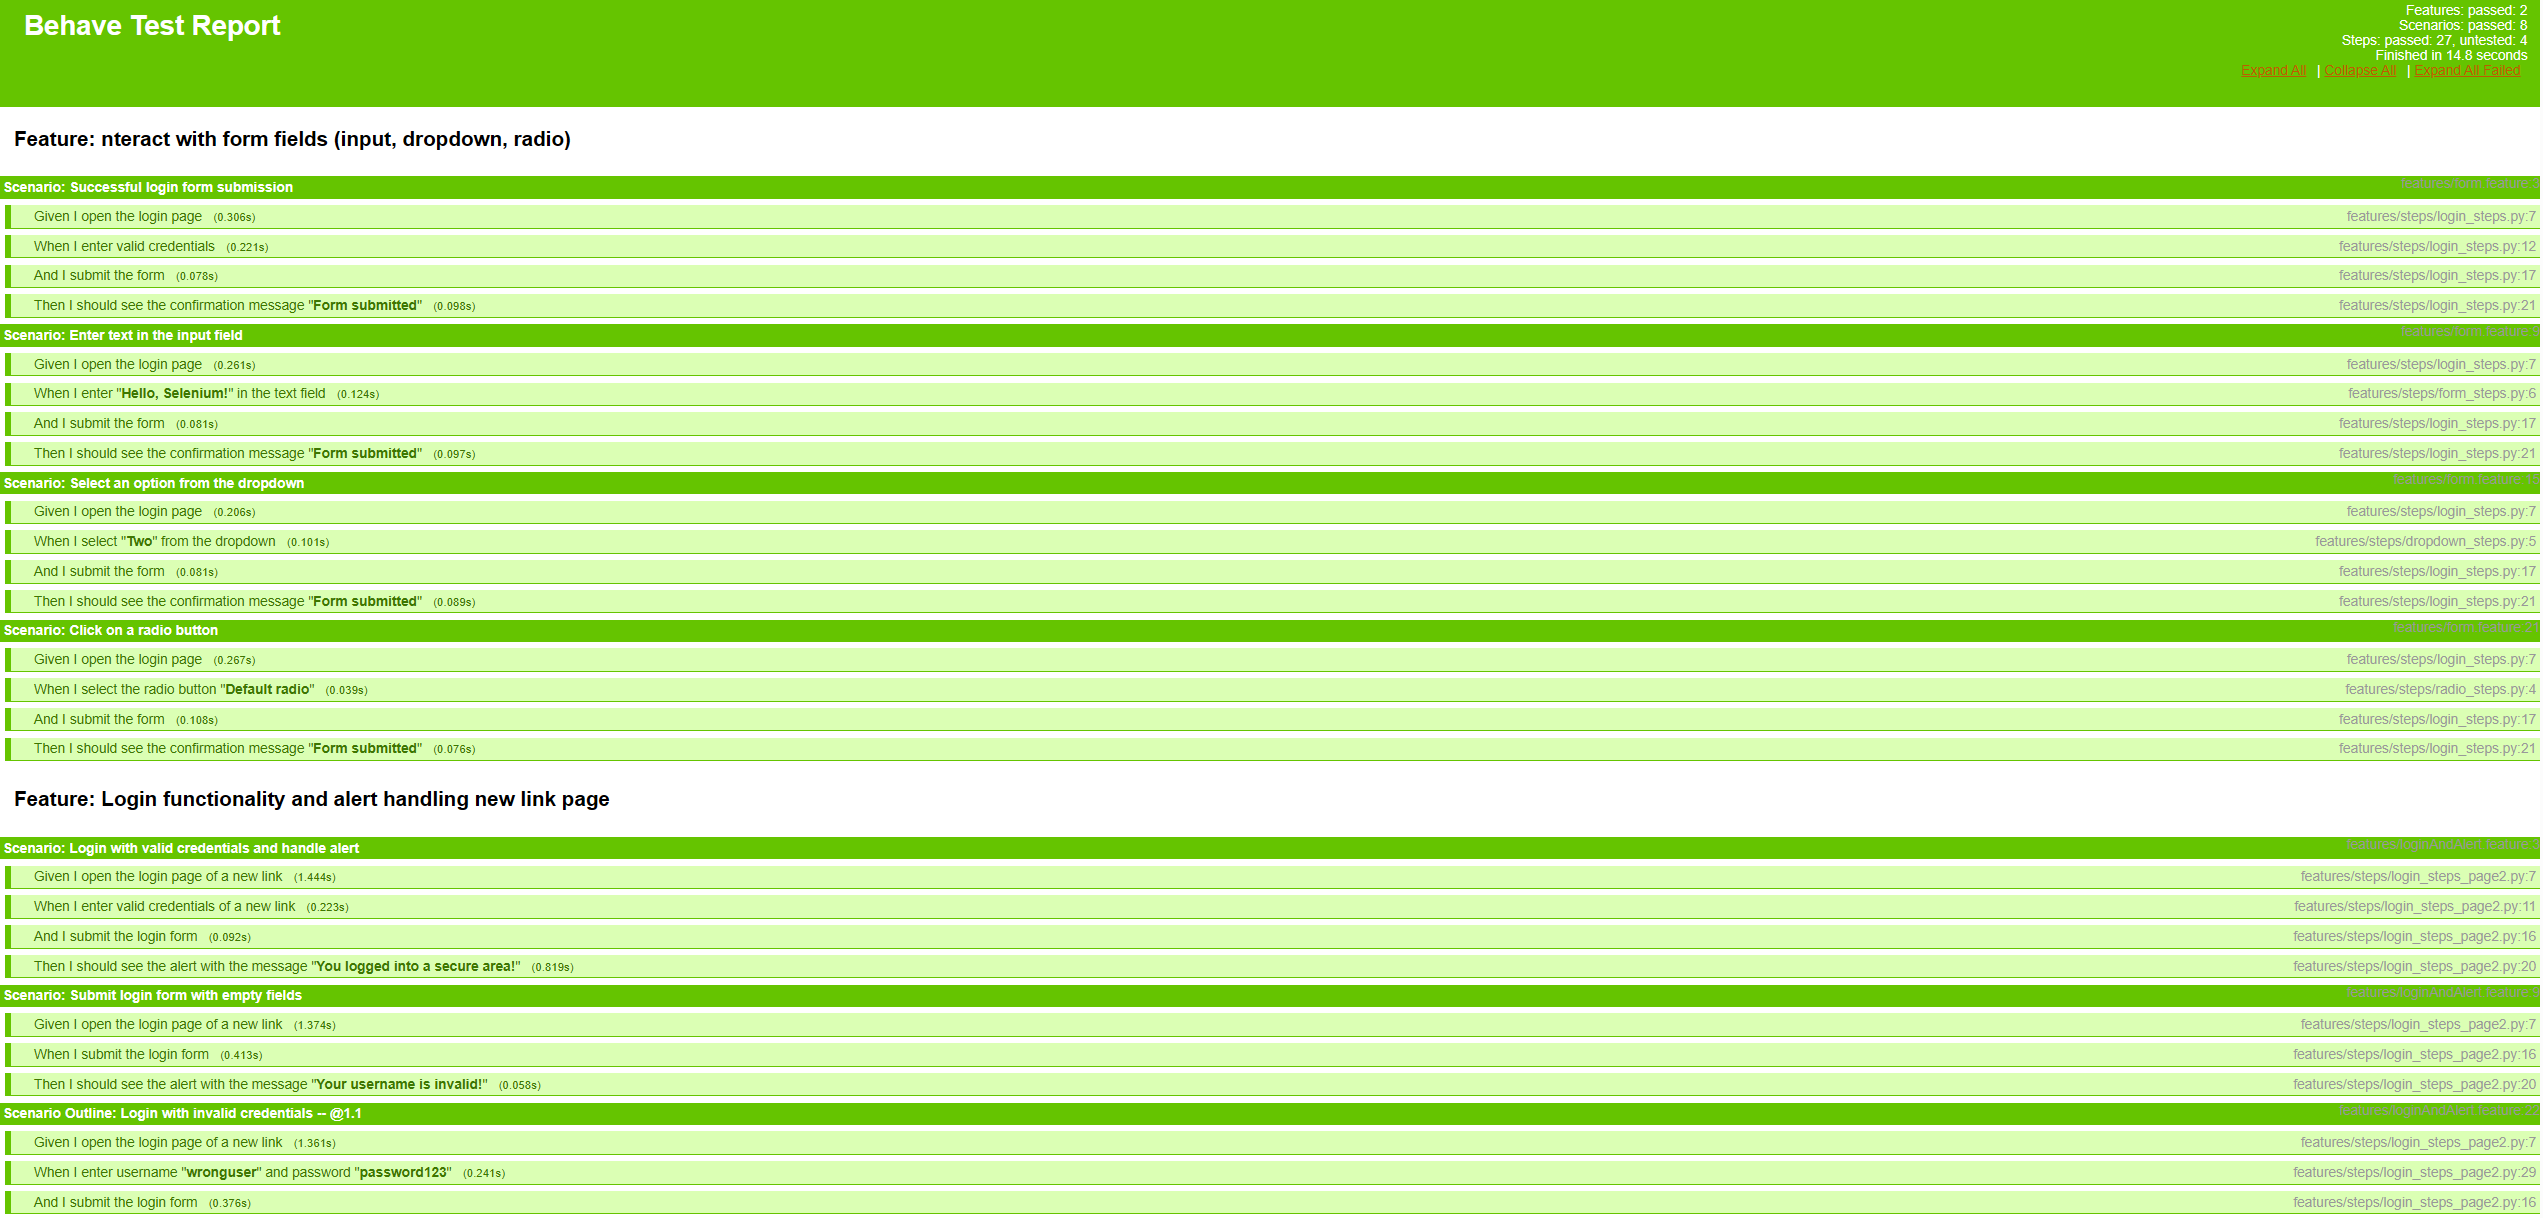 Behave Test Report
Features: passed: 2
Scenarios: passed: 8
Steps: passed: 27, untested: 4
Finished in 14.8 seconds
Expand All | Collapse All | Expand All Failed
Feature: nteract with form fields (input, dropdown, radio)
Scenario: Successful login form submission
Given I open the login page (0.306s) features/steps/login_steps.py:7
When I enter valid credentials (0.221s) features/steps/login_steps.py:12
And I submit the form (0.078s) features/steps/login_steps.py:17
Then I should see the confirmation message "Form submitted" (0.098s) features/steps/login_steps.py:21
Scenario: Enter text in the input field
Given I open the login page (0.261s) features/steps/login_steps.py:7
When I enter "Hello, Selenium!" in the text field (0.124s) features/steps/form_steps.py:6
And I submit the form (0.081s) features/steps/login_steps.py:17
Then I should see the confirmation message "Form submitted" (0.097s) features/steps/login_steps.py:21
Scenario: Select an option from the dropdown
Given I open the login page (0.206s) features/steps/login_steps.py:7
When I select "Two" from the dropdown (0.101s) features/steps/dropdown_steps.py:5
And I submit the form (0.081s) features/steps/login_steps.py:17
Then I should see the confirmation message "Form submitted" (0.089s) features/steps/login_steps.py:21
Scenario: Click on a radio button
Given I open the login page (0.267s) features/steps/login_steps.py:7
When I select the radio button "Default radio" (0.039s) features/steps/radio_steps.py:4
And I submit the form (0.108s) features/steps/login_steps.py:17
Then I should see the confirmation message "Form submitted" (0.076s) features/steps/login_steps.py:21
Feature: Login functionality and alert handling new link page
Scenario: Login with valid credentials and handle alert
Given I open the login page of a new link (1.444s) features/steps/login_steps_page2.py:7
When I enter valid credentials of a new link (0.223s) features/steps/login_steps_page2.py:11
And I submit the login form (0.092s) features/steps/login_steps_page2.py:16
Then I should see the alert with the message "You logged into a secure area!" (0.819s) features/steps/login_steps_page2.py:20
Scenario: Submit login form with empty fields
Given I open the login page of a new link (1.374s) features/steps/login_steps_page2.py:7
When I submit the login form (0.413s) features/steps/login_steps_page2.py:16
Then I should see the alert with the message "Your username is invalid!" (0.058s) features/steps/login_steps_page2.py:20
Scenario Outline: Login with invalid credentials -- @1.1
Given I open the login page of a new link (1.361s) features/steps/login_steps_page2.py:7
When I enter username "wronguser" and password "password123" (0.241s) features/steps/login_steps_page2.py:29
And I submit the login form (0.376s) features/steps/login_steps_page2.py:16